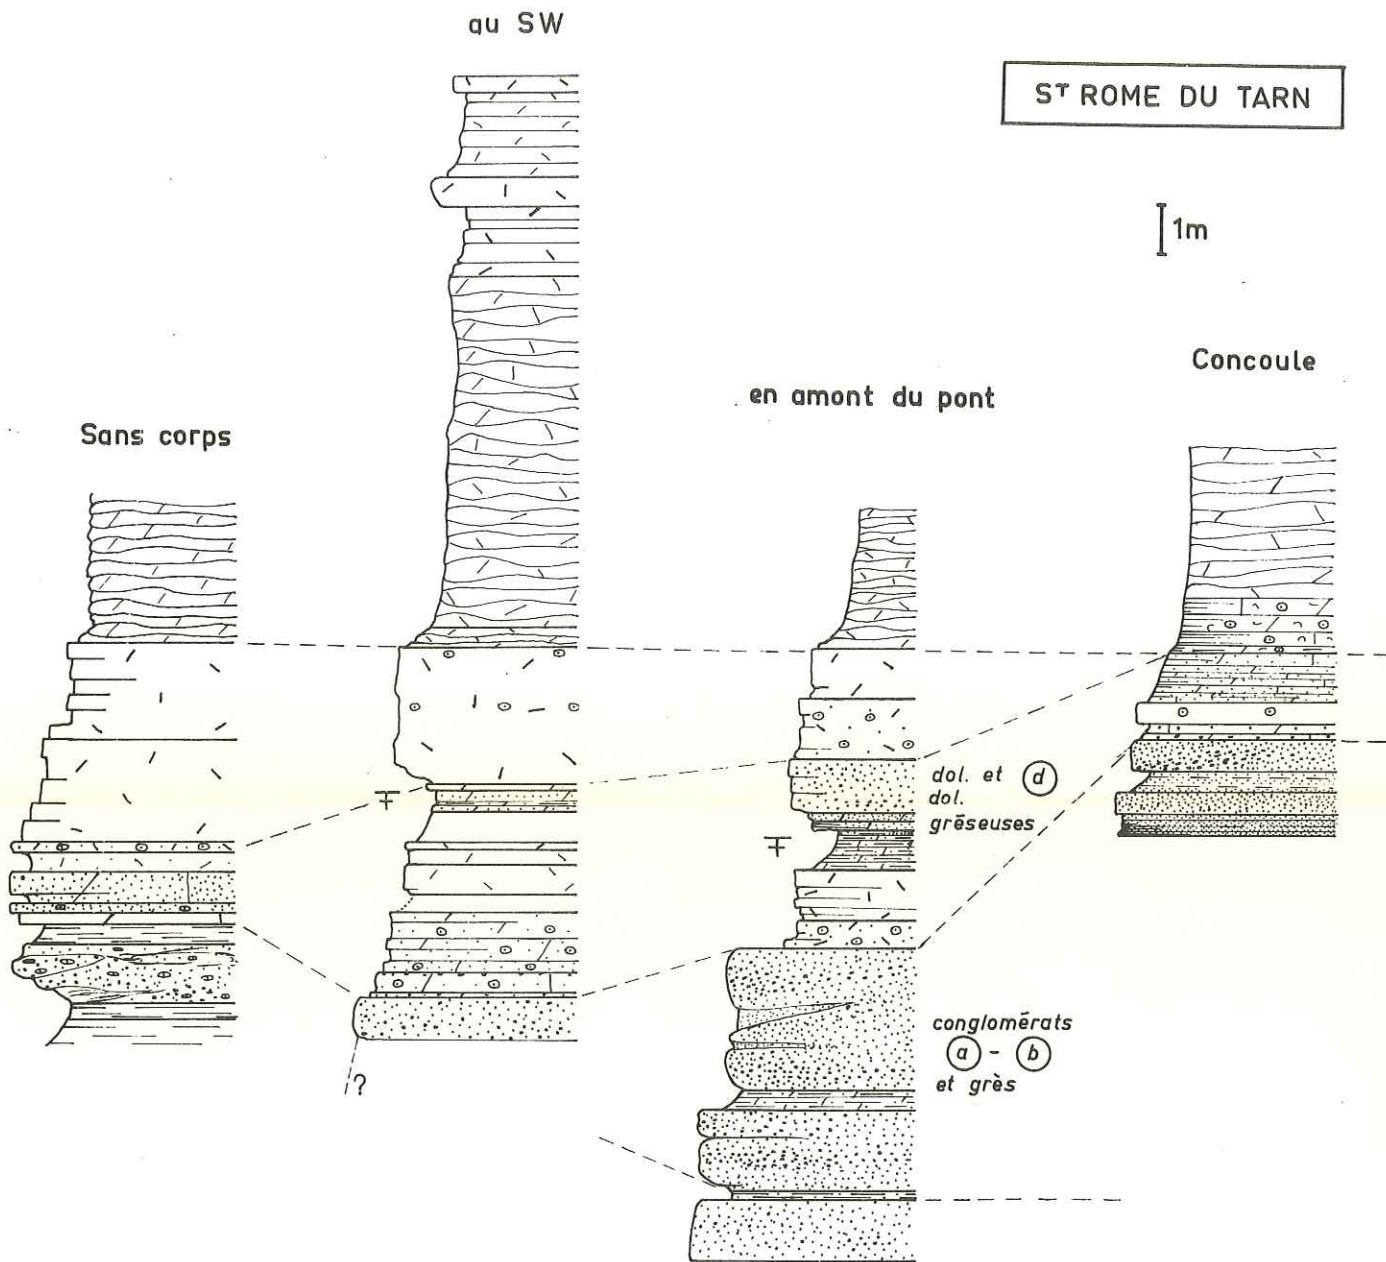 au SW
Sᵀ ROME DU TARN
1m
Concoule
en amont du pont
Sans corps
dol. et (d)
dol.
gréseuses
conglomérats
(a) - (b)
et grès
?